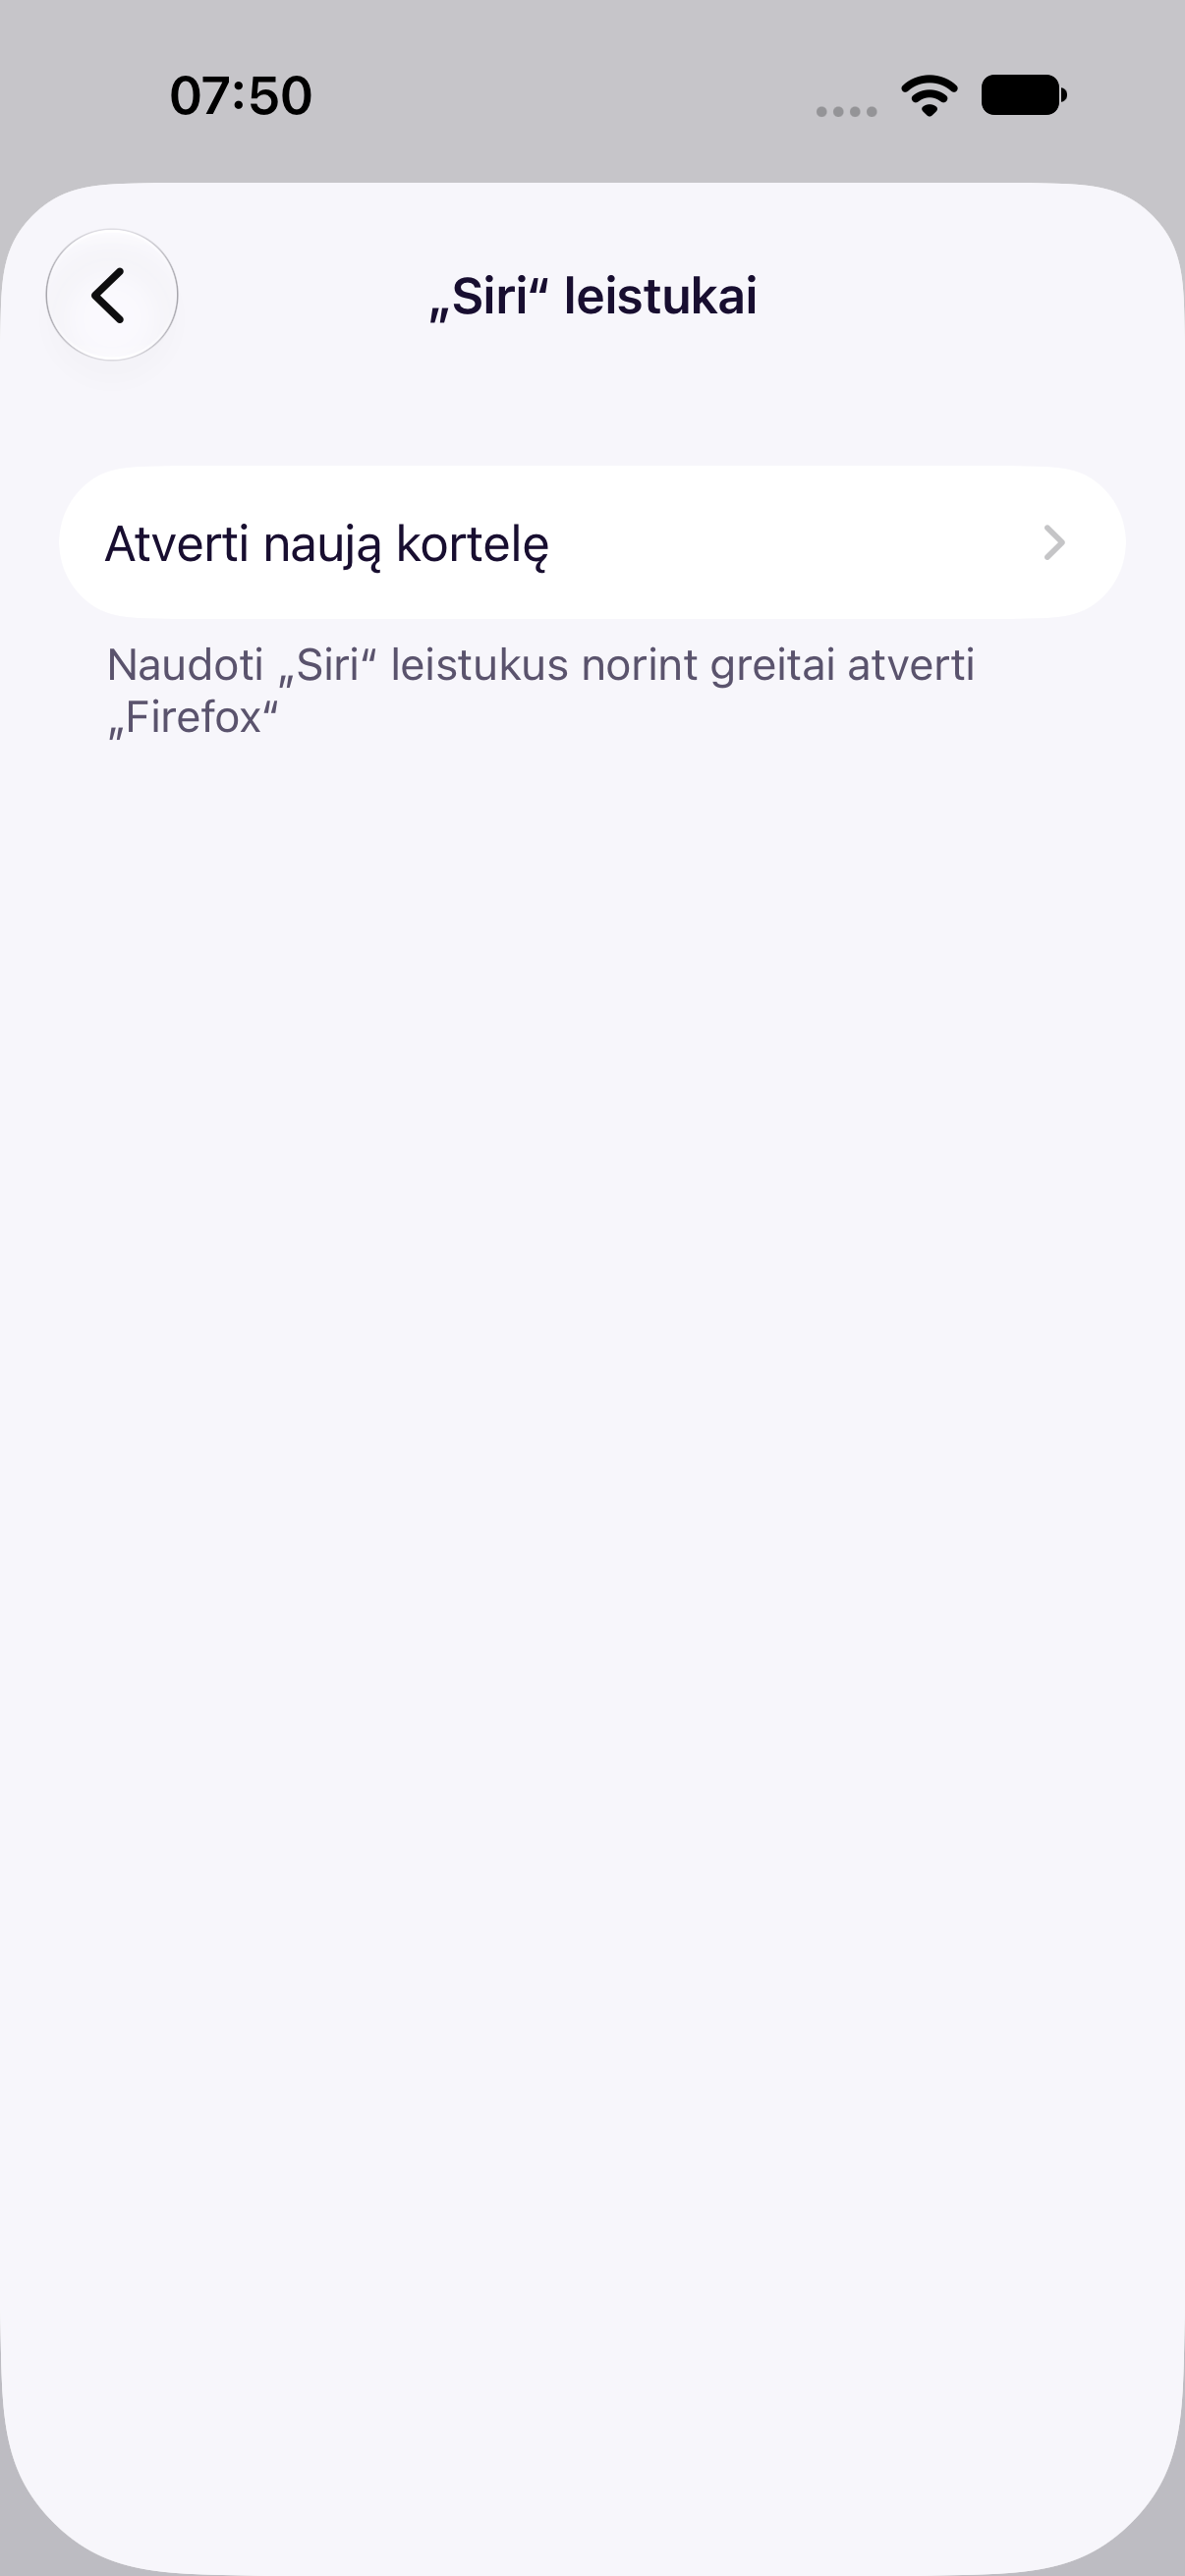 07:50
„Siri“ leistukai
Atverti naują kortelę
Naudoti „Siri“ leistukus norint greitai atverti
„Firefox“